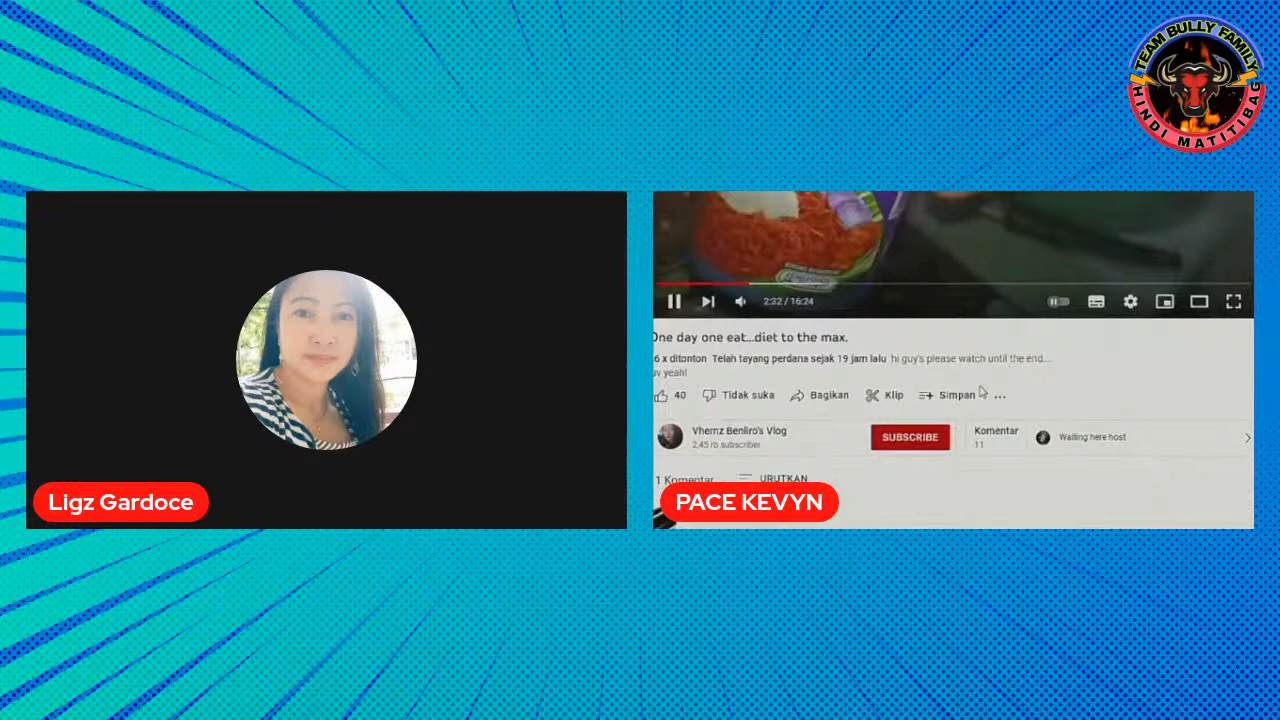 TEAM BULLY FAMILY
HINDI MATITIBAG
Ligz Gardoce
2:32 / 16:24
One day one eat...diet to the max.
6 x ditonton Telah tayang perdana sejak 19 jam lalu hi guy's please watch until the end...
uv yeah!
40 Tidak suka Bagikan Klip Simpan ...
Vhernz Benliro's Vlog
2,45 rb subscriber
SUBSCRIBE
Komentar
11
Waiting here host
1 Komentar URUTKAN
PACE KEVYN